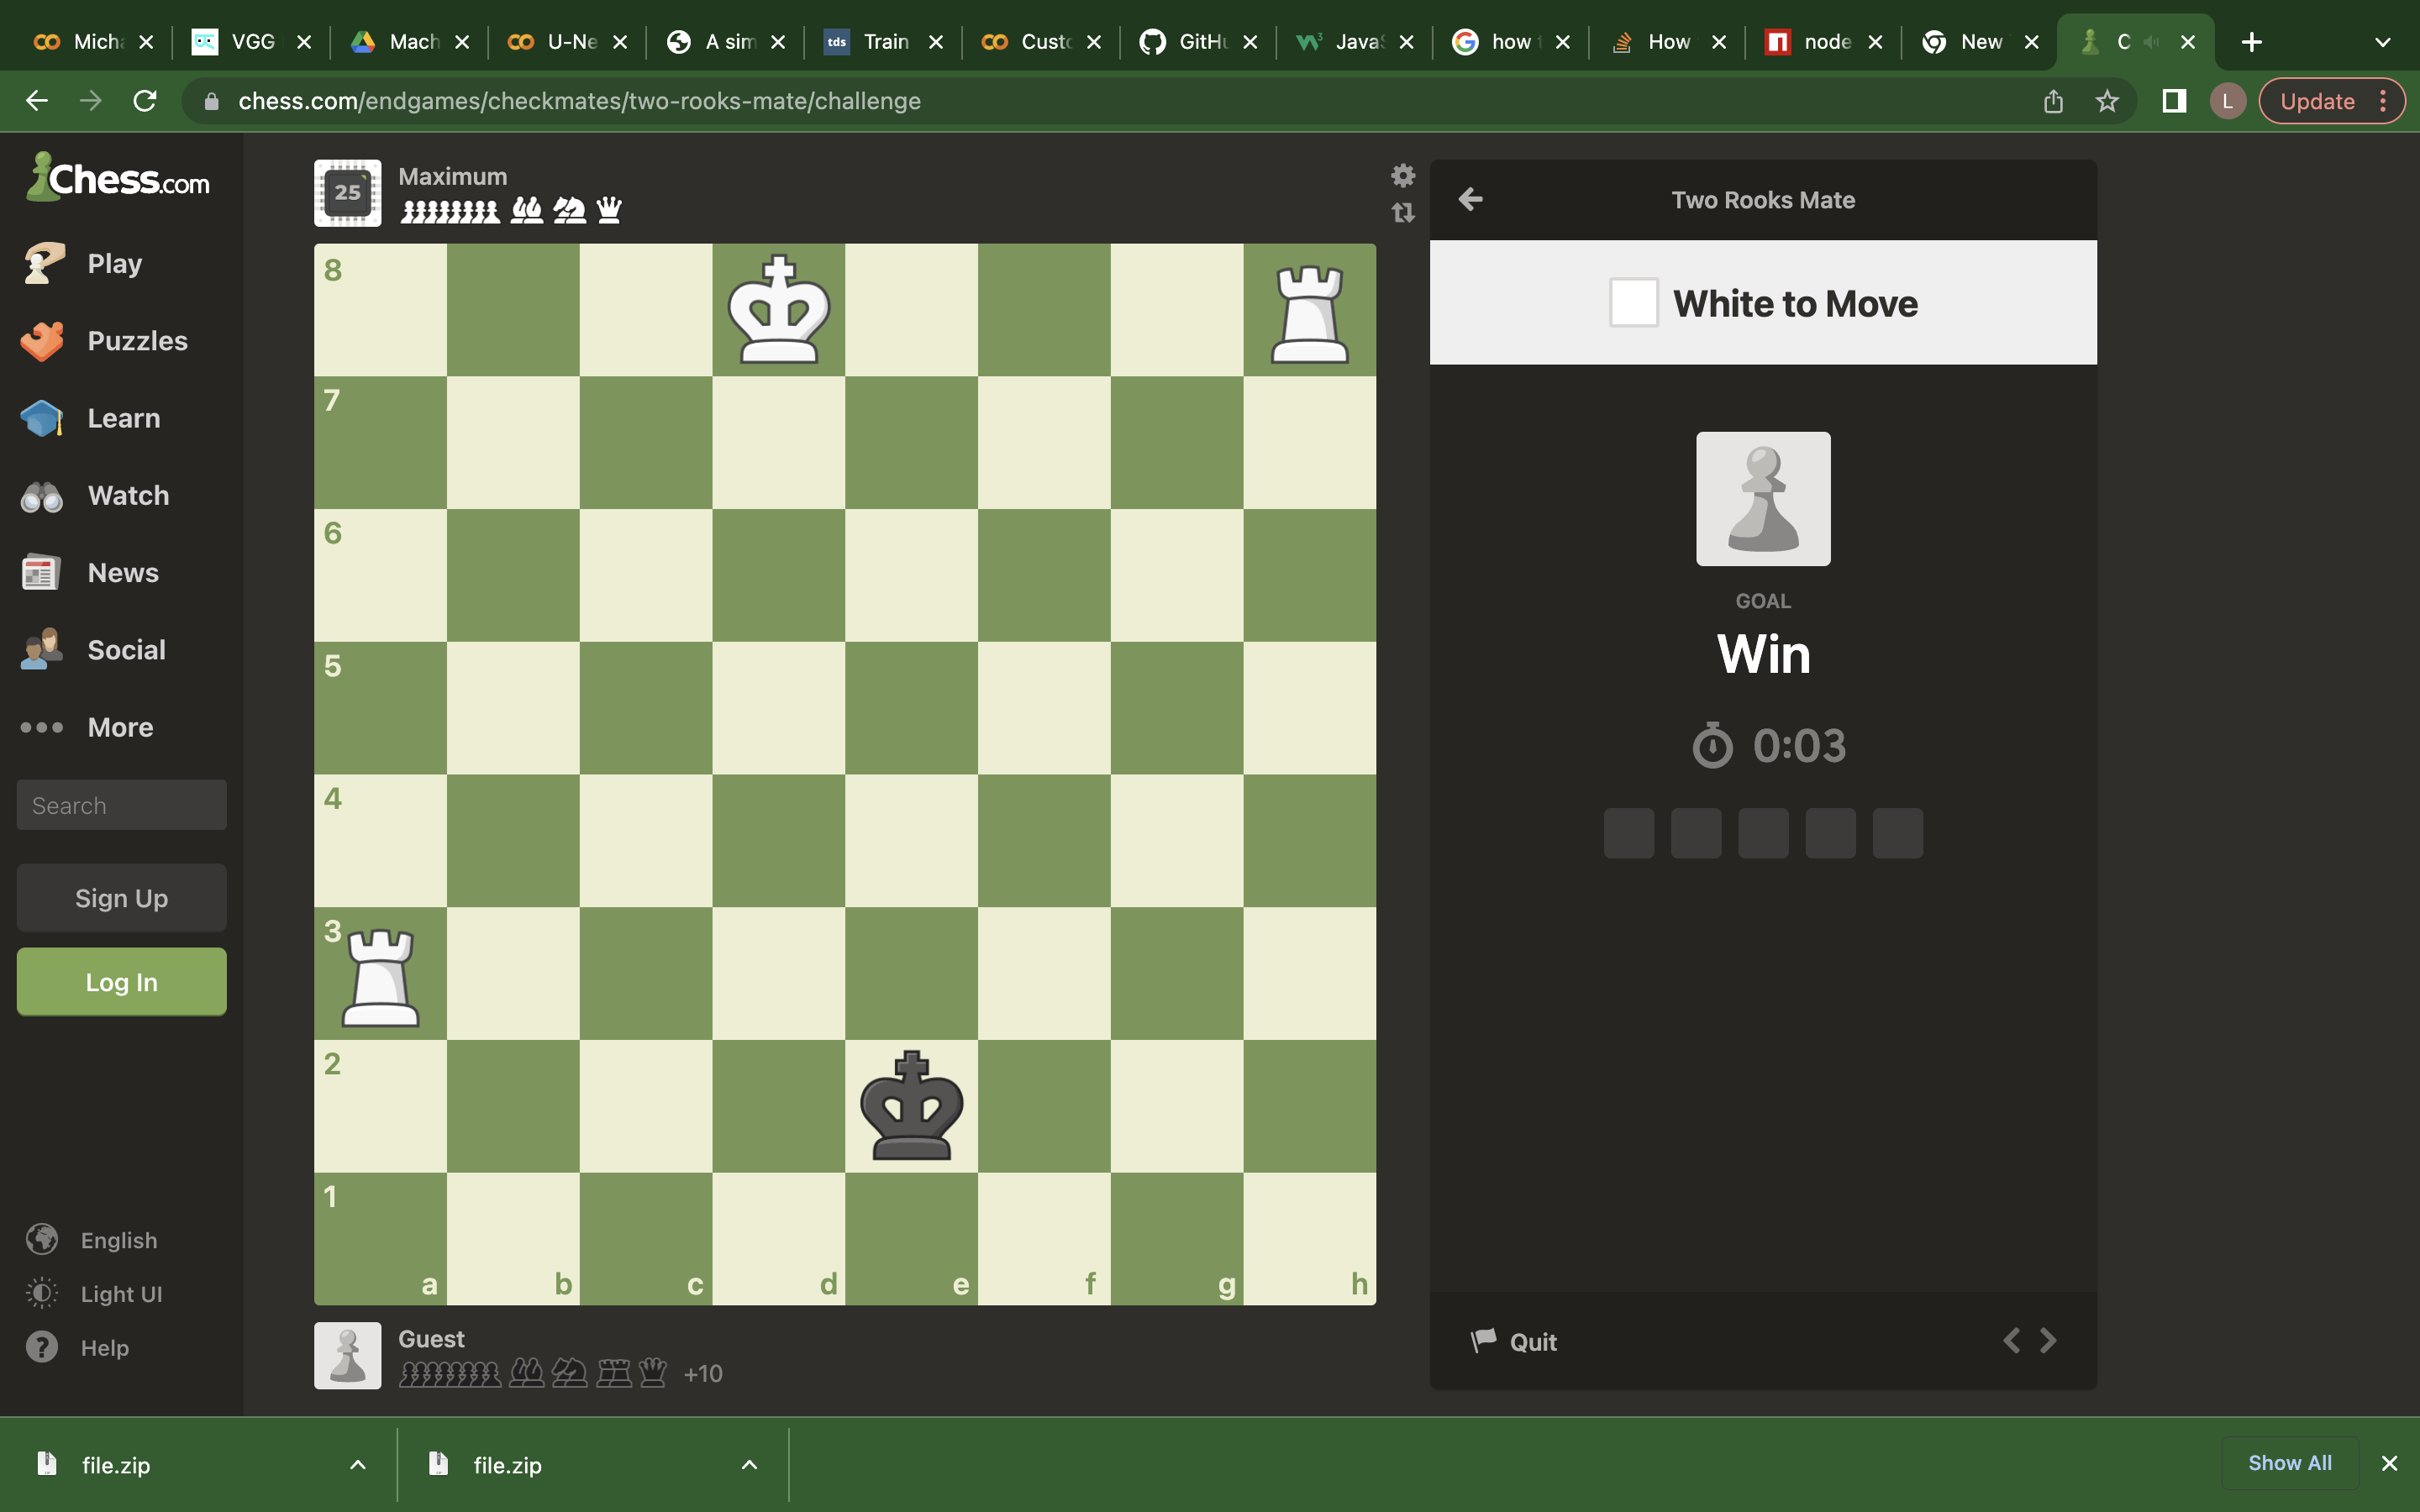 Micha
VGG
Mach
U-Ne
A sim
tds Train
Custo
GitHu
W3 Java
how
How
node
New
C
chess.com/endgames/checkmates/two-rooks-mate/challenge
L
Update
Chess.com
Play
Puzzles
Learn
Watch
News
Social
More
Search
Sign Up
Log In
English
Light UI
Help
25
Maximum
8
7
6
5
4
3
2
1
a b c d e f g h
Guest
+10
Two Rooks Mate
White to Move
GOAL
Win
0:03
Quit
file.zip
file.zip
Show All